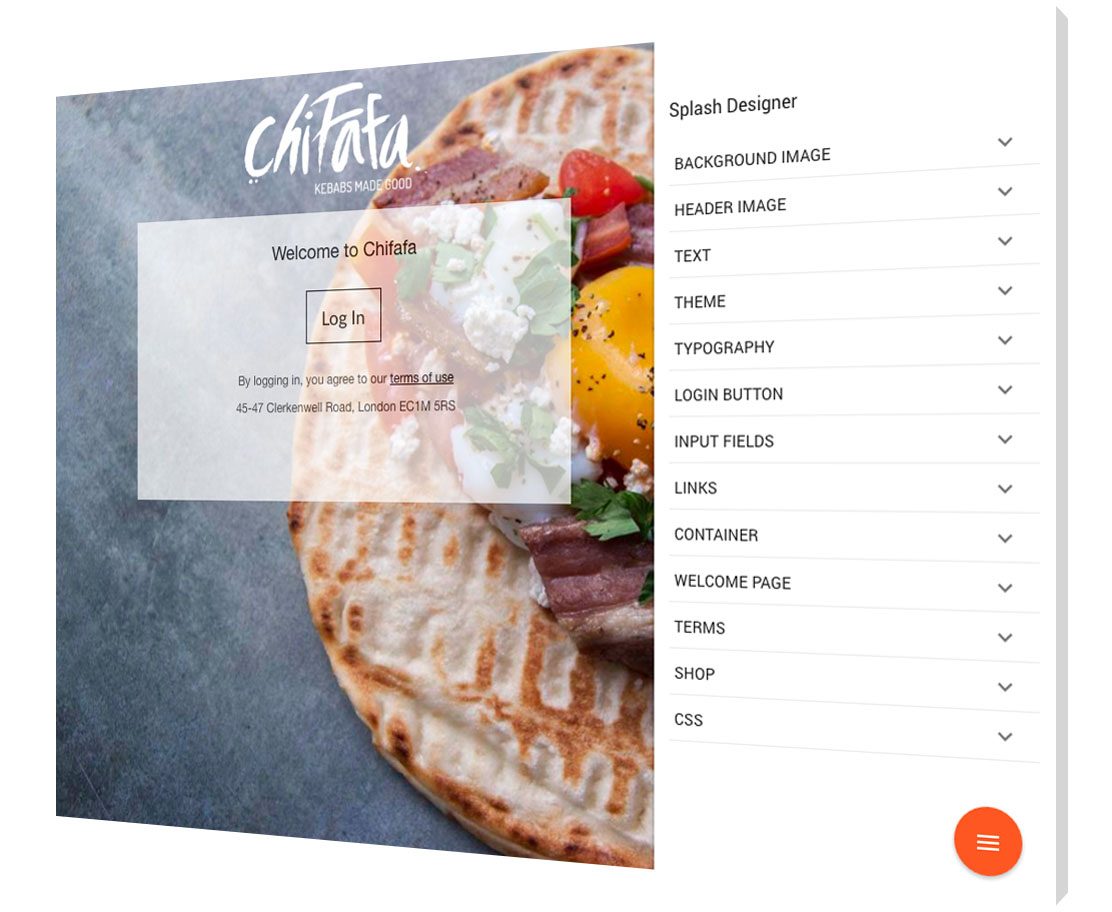 ChiFafa
KEBABS MADE GOOD
Welcome to Chifafa
Log In
By logging in, you agree to our terms of use
45-47 Clerkenwell Road, London EC1M 5RS
Splash Designer
BACKGROUND IMAGE
HEADER IMAGE
TEXT
THEME
TYPOGRAPHY
LOGIN BUTTON
INPUT FIELDS
LINKS
CONTAINER
WELCOME PAGE
TERMS
SHOP
CSS